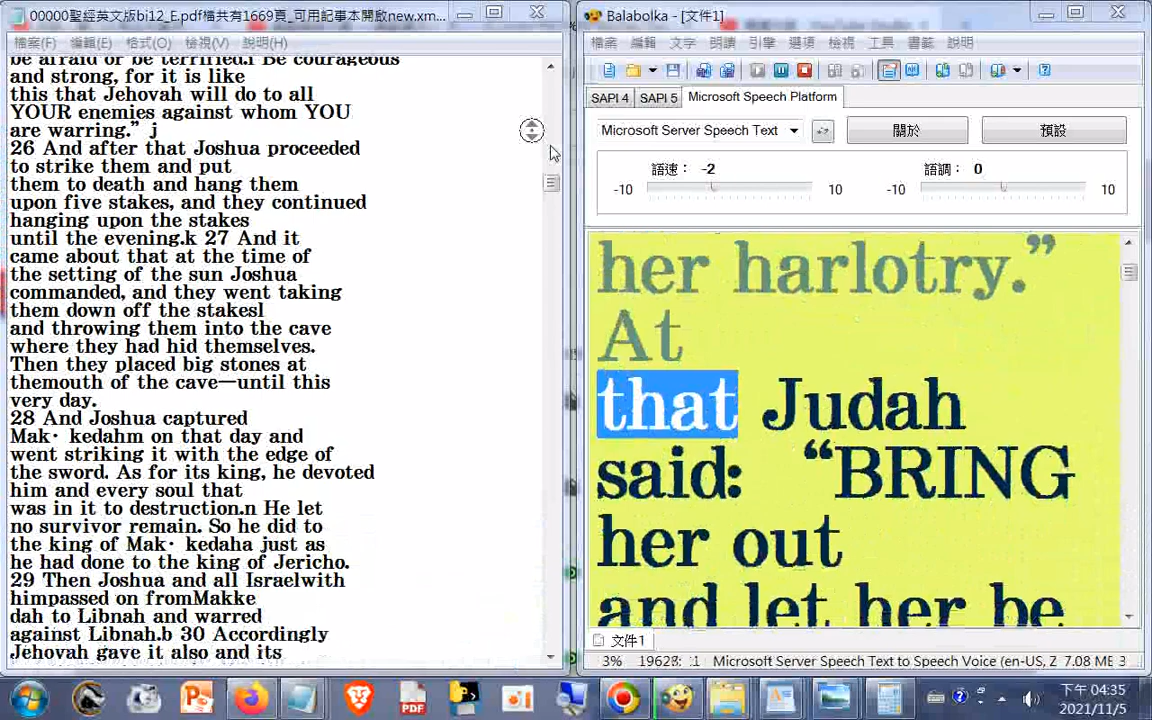 00000聖經英文版bi12_E.pdf檔共有1669頁_可用記事本開啟new.xm...
檔案(F) 編輯(E) 格式(O) 檢視(V) 說明(H)
be afraid or be terrified.i Be courageous
and strong, for it is like
this that Jehovah will do to all
YOUR enemies against whom YOU
are warring.” j
26 And after that Joshua proceeded
to strike them and put
them to death and hang them
upon five stakes, and they continued
hanging upon the stakes
until the evening.k 27 And it
came about that at the time of
the setting of the sun Joshua
commanded, and they went taking
them down off the stakesl
and throwing them into the cave
where they had hid themselves.
Then they placed big stones at
themouth of the cave—until this
very day.
28 And Joshua captured
Mak· kedahm on that day and
went striking it with the edge of
the sword. As for its king, he devoted
him and every soul that
was in it to destruction.n He let
no survivor remain. So he did to
the king of Mak· kedaha just as
he had done to the king of Jericho.
29 Then Joshua and all Israelwith
himpassed on fromMakke
dah to Libnah and warred
against Libnah.b 30 Accordingly
Jehovah gave it also and its
Balabolka - [文件1]
檔案 編輯 文字 朗讀 引擎 選項 檢視 工具 書籤 說明
SAPI 4 SAPI 5 Microsoft Speech Platform
Microsoft Server Speech Text 關於 預設
語速: -2 語調: 0
-10 10 -10 10
her harlotry.”
At
that Judah
said: “BRING
her out
and let her be
文件1
3% Microsoft Server Speech Text to Speech Voice (en-US, Z 7.08 MB 3
PDF
下午 04:35
2021/11/5